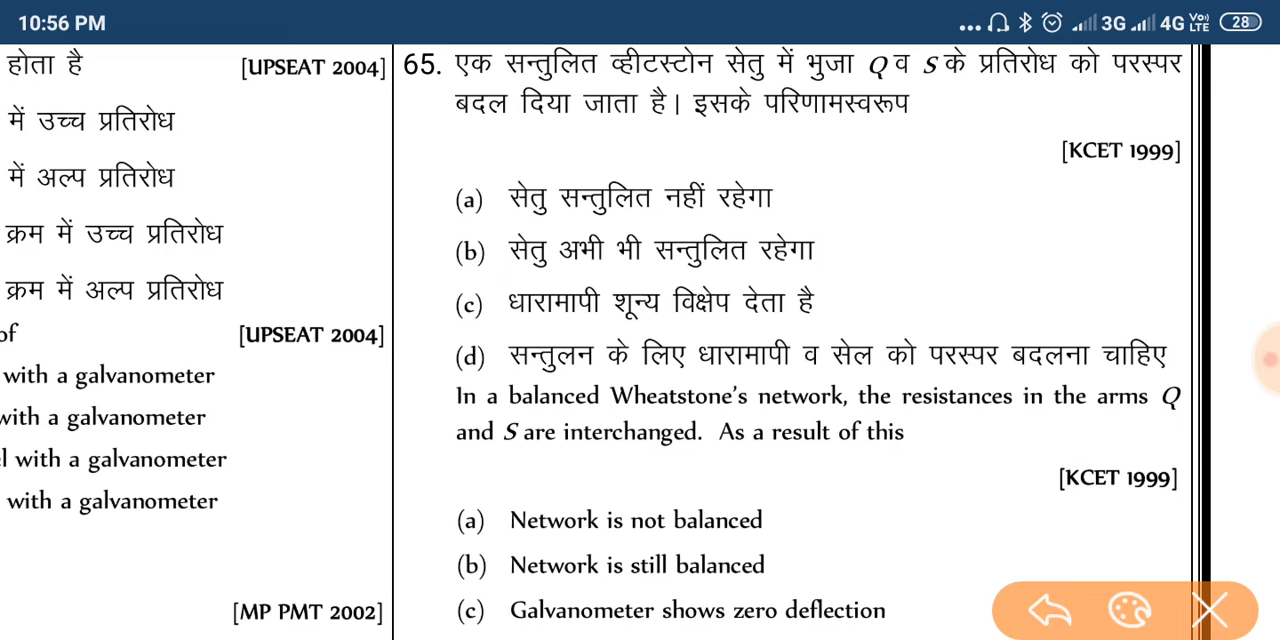 10:56 PM
... 3G 4G Vo) LTE 28
होता है [UPSEAT 2004]
में उच्च प्रतिरोध
में अल्प प्रतिरोध
क्रम में उच्च प्रतिरोध
क्रम में अल्प प्रतिरोध
of [UPSEAT 2004]
with a galvanometer
with a galvanometer
l with a galvanometer
with a galvanometer
[MP PMT 2002]
65. एक सन्तुलित व्हीटस्टोन सेतु में भुजा Q व S के प्रतिरोध को परस्पर
बदल दिया जाता है। इसके परिणामस्वरूप
[KCET 1999]
(a) सेतु सन्तुलित नहीं रहेगा
(b) सेतु अभी भी सन्तुलित रहेगा
(c) धारामापी शून्य विक्षेप देता है
(d) सन्तुलन के लिए धारामापी व सेल को परस्पर बदलना चाहिए
In a balanced Wheatstone's network, the resistances in the arms Q
and S are interchanged. As a result of this
[KCET 1999]
(a) Network is not balanced
(b) Network is still balanced
(c) Galvanometer shows zero deflection